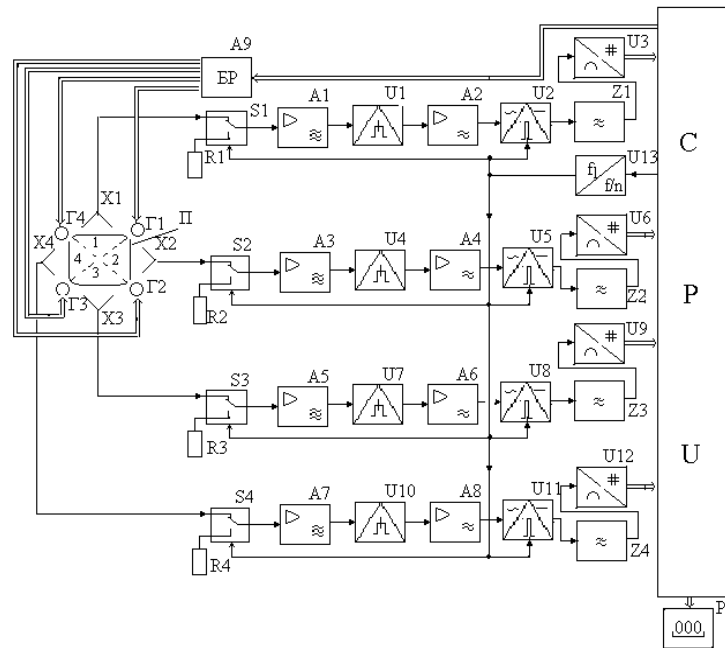 A9
БР
U3
#
Z1
S1
A1
U1
A2
U2
≈
≈
≈
R1
C
U13
fi
f/n
X1
Г4
Г1
П
X4
X2
1
4
2
3
Г3
Г2
X3
U6
#
S2
A3
U4
A4
U5
≈
≈
≈
Z2
R2
P
U9
#
S3
A5
U7
A6
U8
≈
≈
≈
Z3
R3
U
U12
#
S4
A7
U10
A8
U11
≈
≈
≈
Z4
R4
P
000